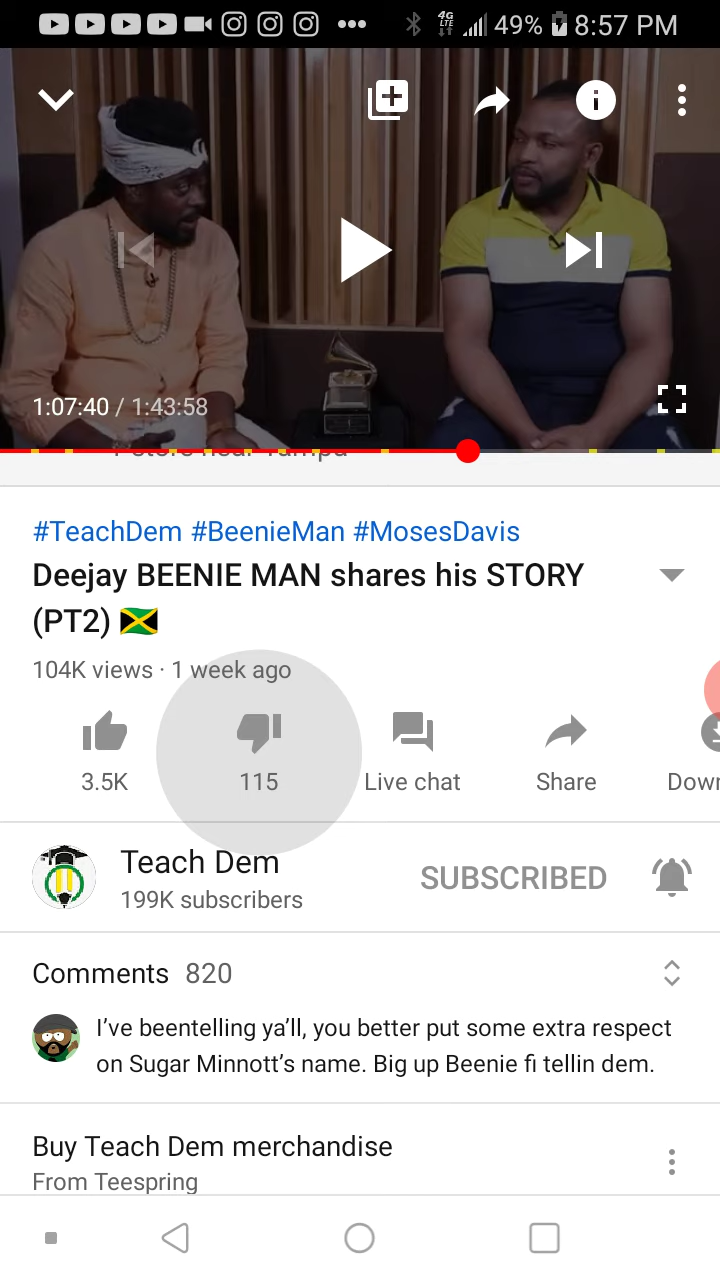 4G LTE 49% 8:57 PM
1:07:40 / 1:43:58
#TeachDem #BeenieMan #MosesDavis
Deejay BEENIE MAN shares his STORY
(PT2)
104K views · 1 week ago
3.5K 115 Live chat Share Down
Teach Dem
SUBSCRIBED
199K subscribers
Comments 820
I've beentelling ya'll, you better put some extra respect
on Sugar Minnott's name. Big up Beenie fi tellin dem.
Buy Teach Dem merchandise
From Teespring